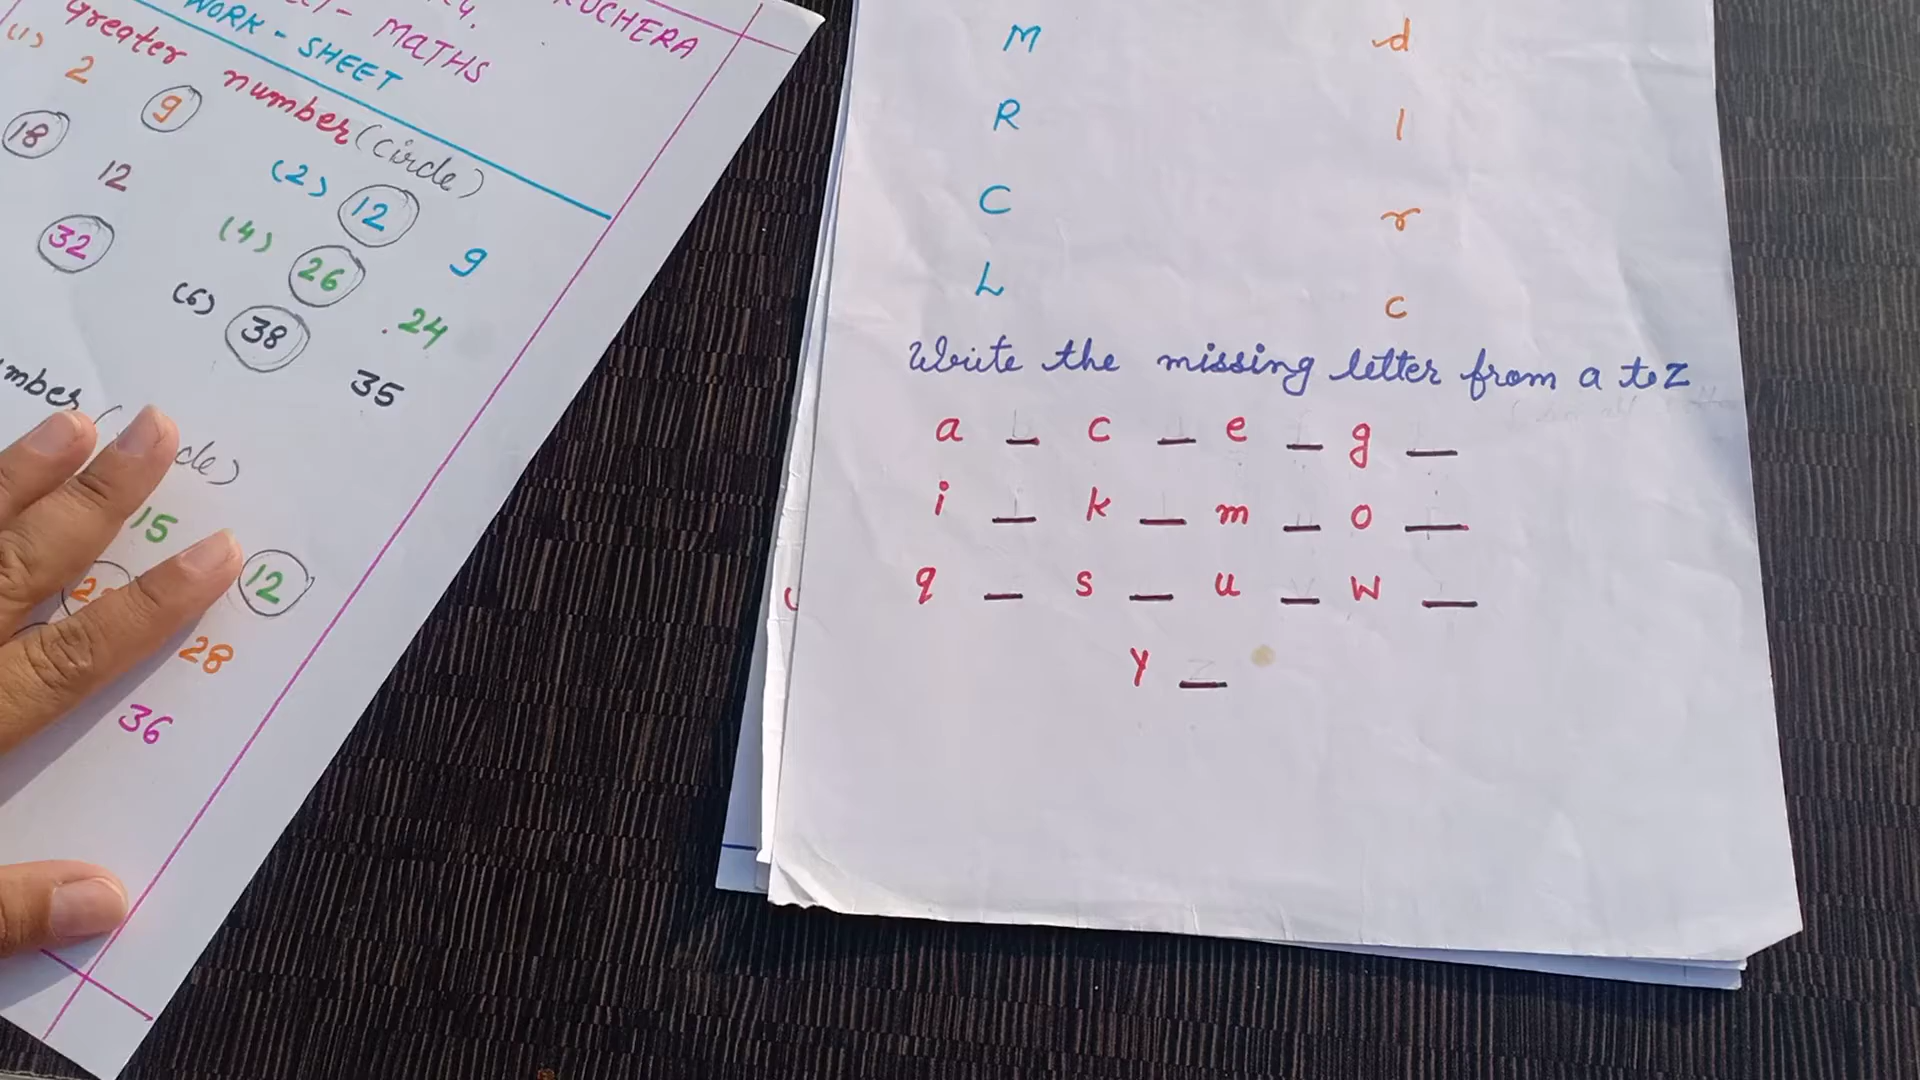 KUCHERA
MATHS
WORK-SHEET
greater number (circle)
(1) 2 9
(2) 12 9
18 12
(4) 26 24
32
(6) 38 35
15 12
28
36
M d
R l
C r
L c
Write the missing letter from a to z
a _ c _ e _ g _
i _ k _ m _ o _
q _ s _ u _ w _
y _